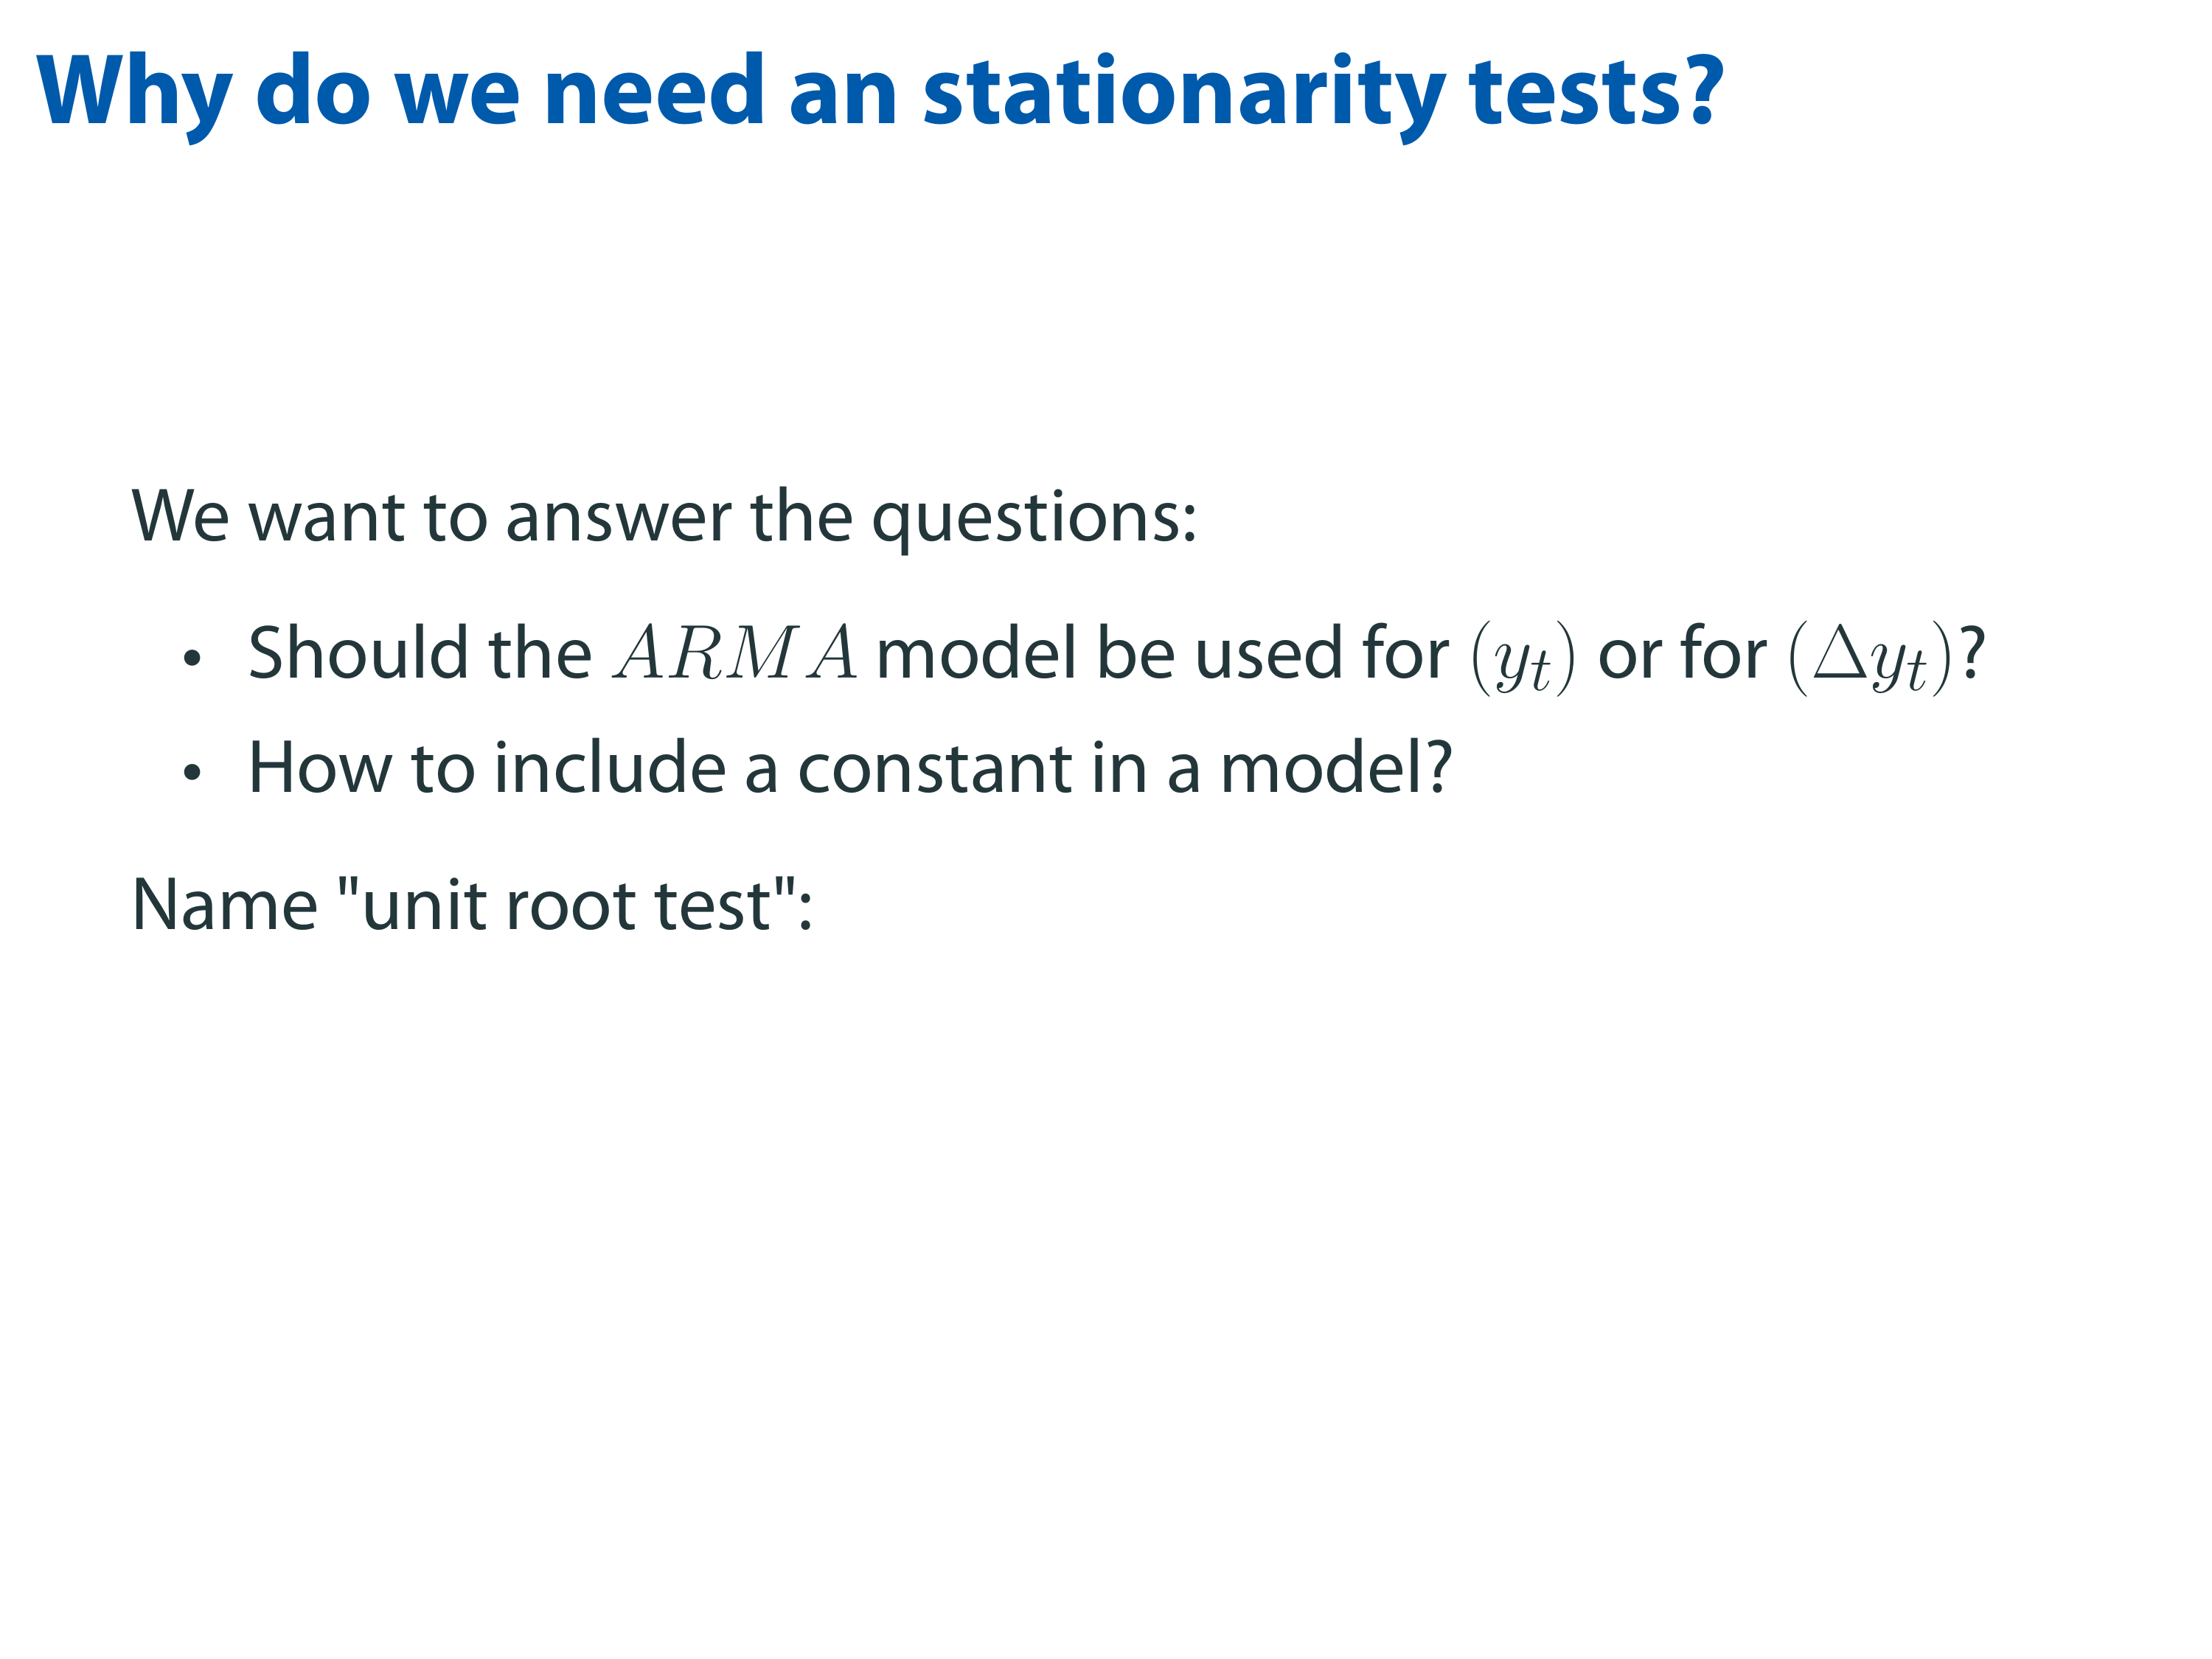 Why do we need an stationarity tests?
We want to answer the questions:
• Should the ARMA model be used for (y_t) or for (Δy_t)?
• How to include a constant in a model?
Name "unit root test":